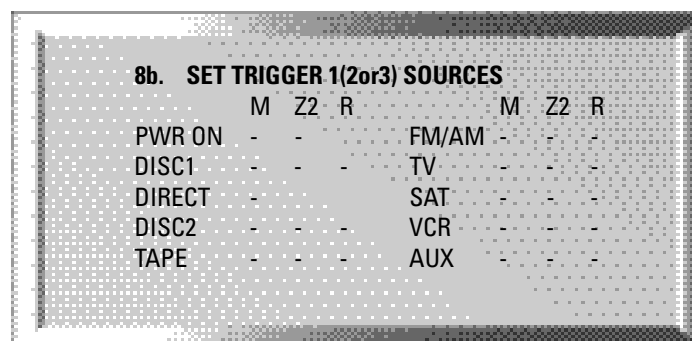 8b. SET TRIGGER 1(2or3) SOURCES
M Z2 R M Z2 R
PWR ON - - FM/AM - - -
DISC1 - - - TV - - -
DIRECT - SAT - - -
DISC2 - - - VCR - - -
TAPE - - - AUX - - -